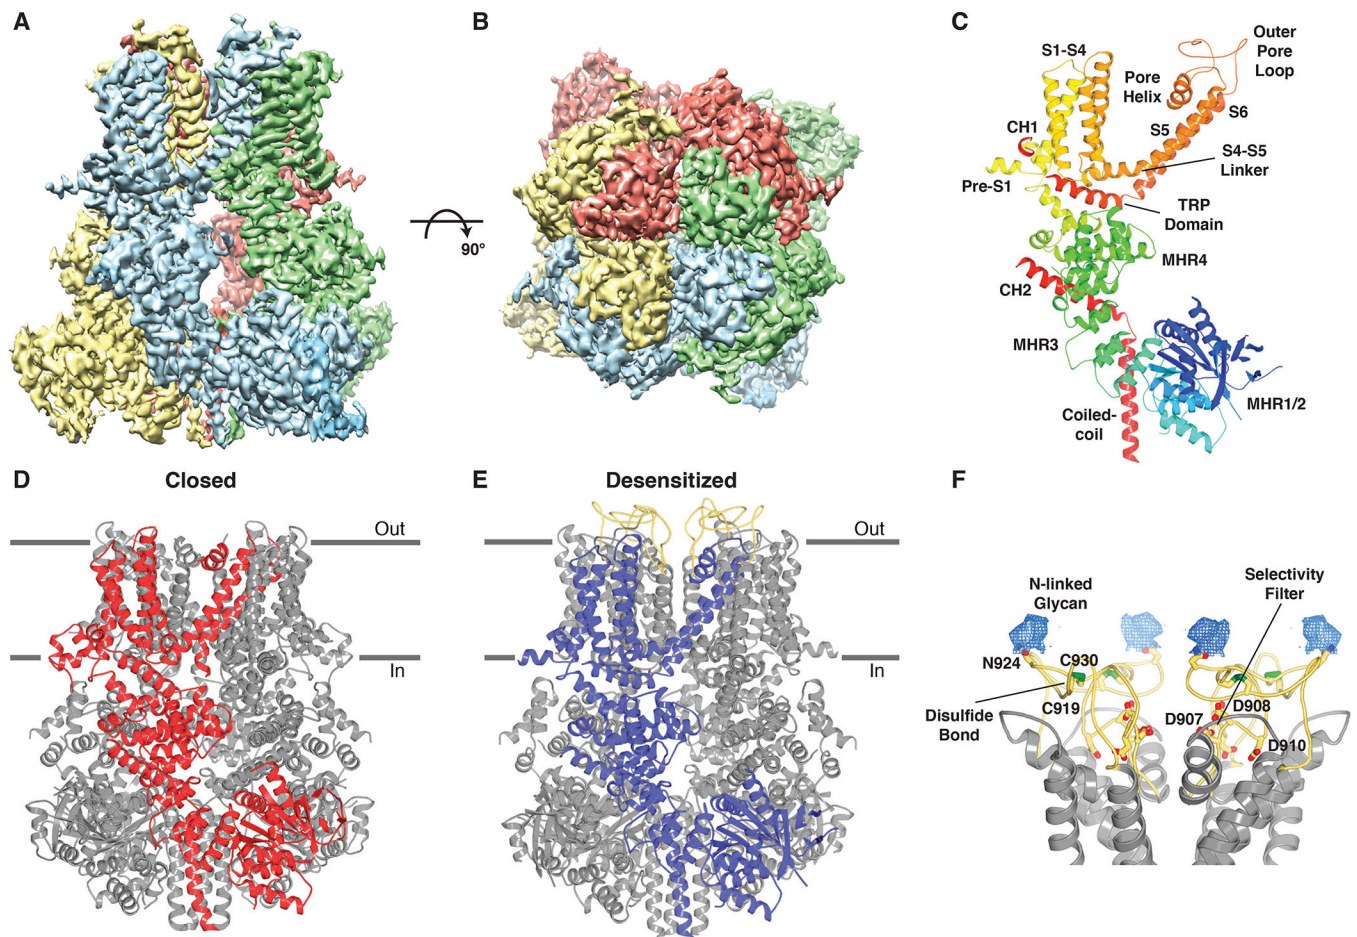 A
B
90°
C
S1-S4
Outer
Pore
Loop
Pore
Helix
S6
CH1
S5
S4-S5
Linker
Pre-S1
TRP
Domain
MHR4
CH2
MHR3
MHR1/2
Coiled-
coil
D
Closed
Out
In
E
Desensitized
Out
In
F
Selectivity
Filter
N-linked
Glycan
N924
C930
C919
D908
D907
Disulfide
Bond
D910